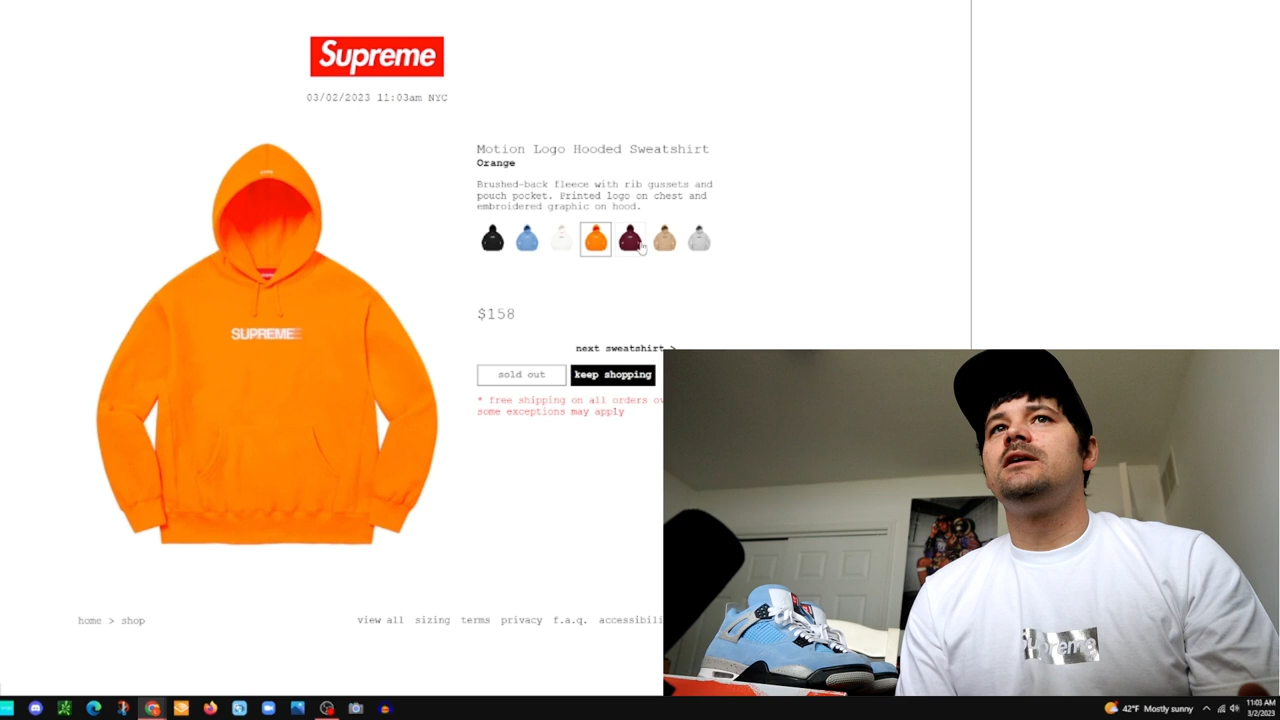 Supreme
03/02/2023 11:03am NYC
Motion Logo Hooded Sweatshirt
Orange
Brushed-back fleece with rib gussets and
pouch pocket. Printed logo on chest and
embroidered graphic on hood.
SUPREME
$158
next sweatshirt >
sold out
keep shopping
* free shipping on all orders ov
some exceptions may apply
home > shop
view all sizing terms privacy f.a.q. accessibili
Supreme
42°F Mostly sunny
11:03 AM
3/2/2023